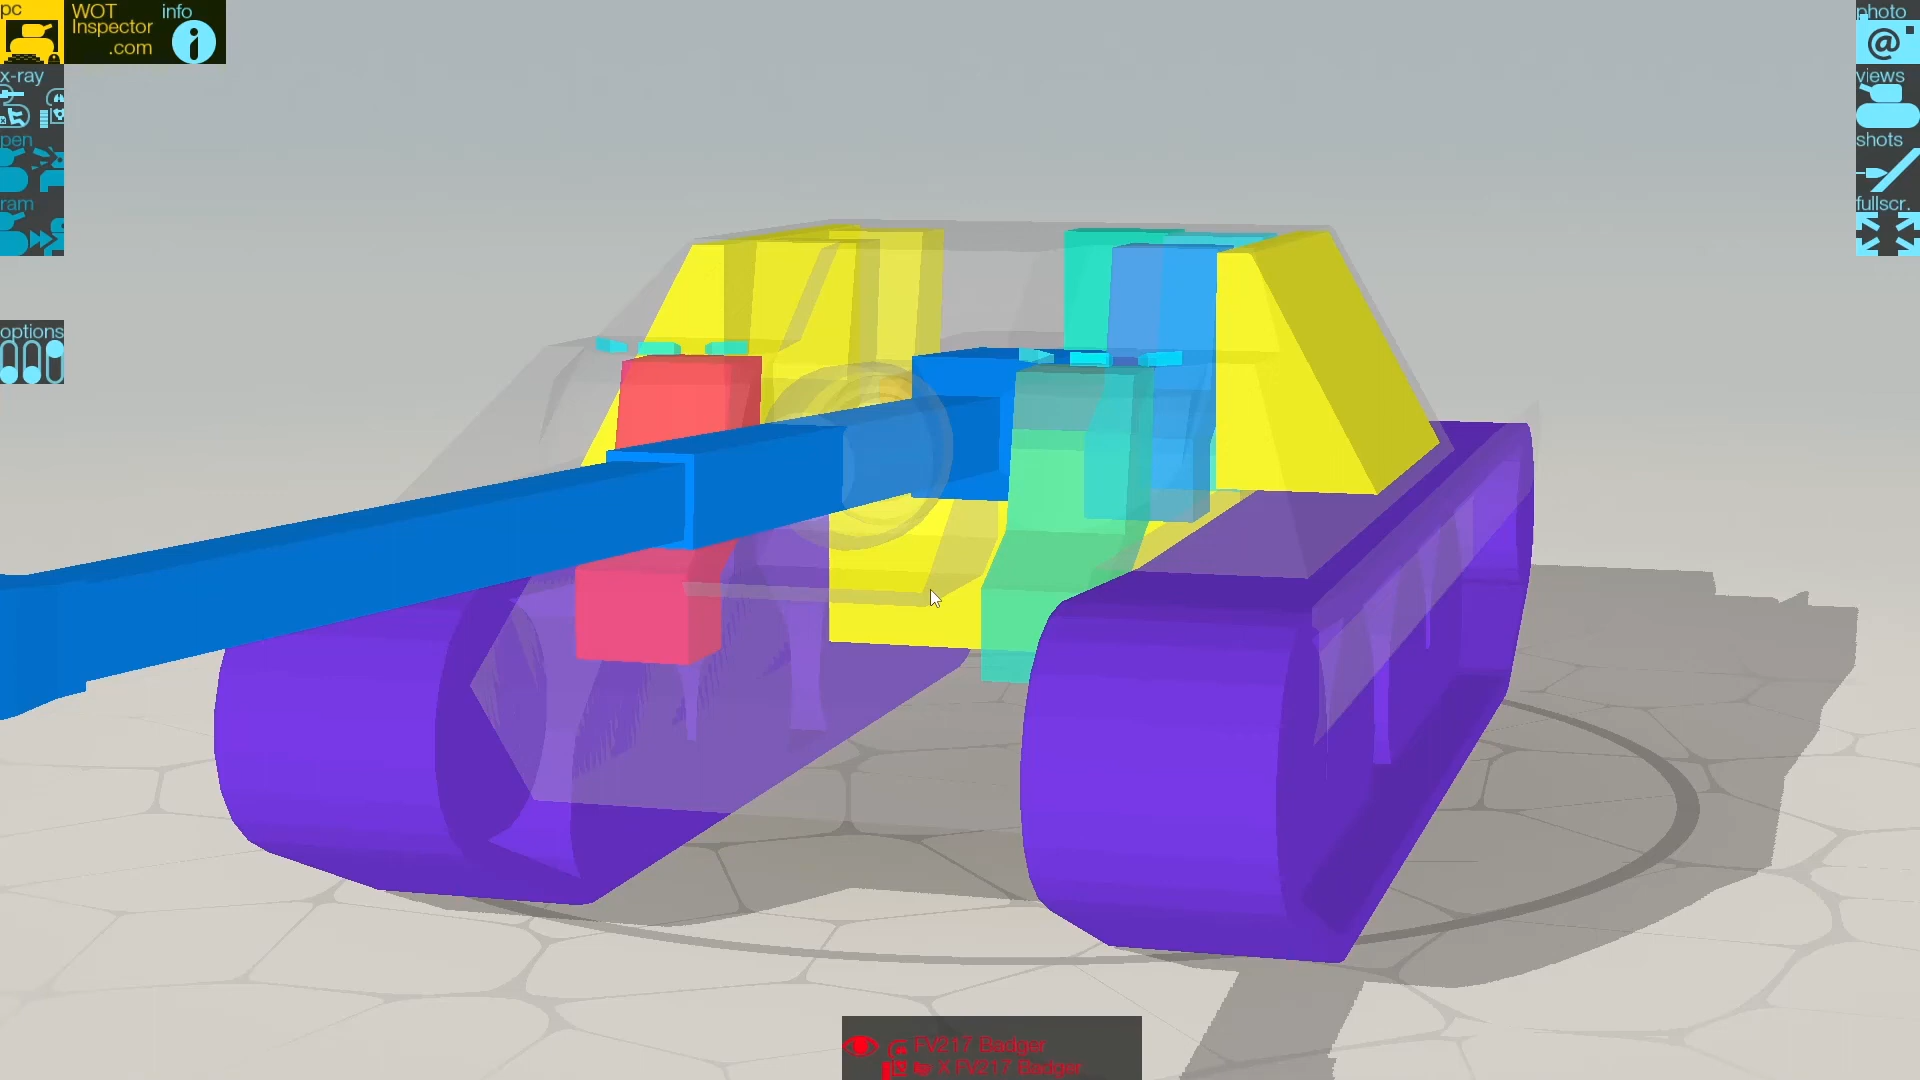 pc
WOT
Inspector
.com
info
x-ray
pen
ram
options
photo
@
views
shots
fullscr.
FV217 Badger
X FV217 Badger